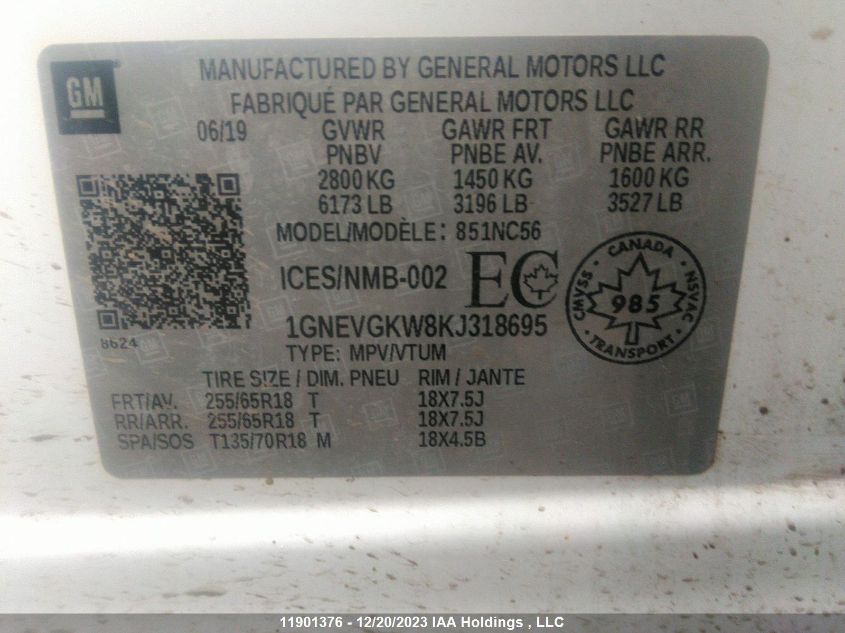 GM
MANUFACTURED BY GENERAL MOTORS LLC
FABRIQUÉ PAR GENERAL MOTORS LLC
06/19 GVWR GAWR FRT GAWR RR
PNBV PNBE AV. PNBE ARR.
2800 KG 1450 KG 1600 KG
6173 LB 3196 LB 3527 LB
MODEL/MODÈLE: 851NC56
ICES/NMB-002 EC
CANADA
CMVSS 985 NSVAC
TRANSPORT
8624
1GNEVGKW8KJ318695
TYPE: MPV/VTUM
TIRE SIZE / DIM. PNEU RIM / JANTE
FRT/AV. 255/65R18 T 18X7.5J
RR/ARR. 255/65R18 T 18X7.5J
SPA/SOS T135/70R18 M 18X4.5B
11901376 - 12/20/2023 IAA Holdings , LLC